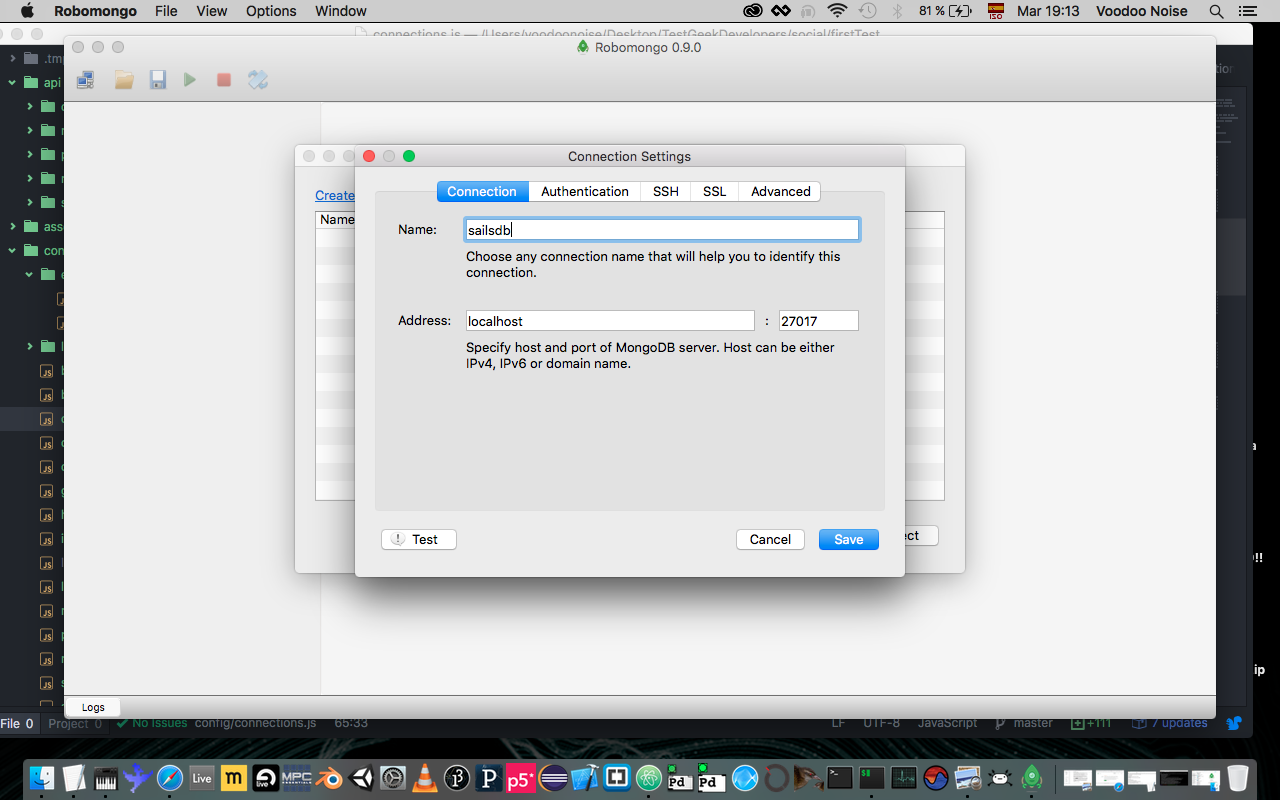 Robomongo File View Options Window 81 % Mar 19:13 Voodoo Noise
ISO
connections.js — /Users/voodoonoise/Desktop/TestGeekDevelopers/social/firstTest
Robomongo 0.9.0
.tmp
api
ass
con
Connection Settings
Connection Authentication SSH SSL Advanced
Create
Name
Name: sailsdb
Choose any connection name that will help you to identify this
connection.
Address: localhost : 27017
Specify host and port of MongoDB server. Host can be either
IPv4, IPv6 or domain name.
! Test Cancel Save
ect
!!
ip
Logs
File 0 Project 0 No Issues config/connections.js 65:33 LF UTF-8 JavaScript master +111 7 updates
Live m live MPC P p5* Pd Pd